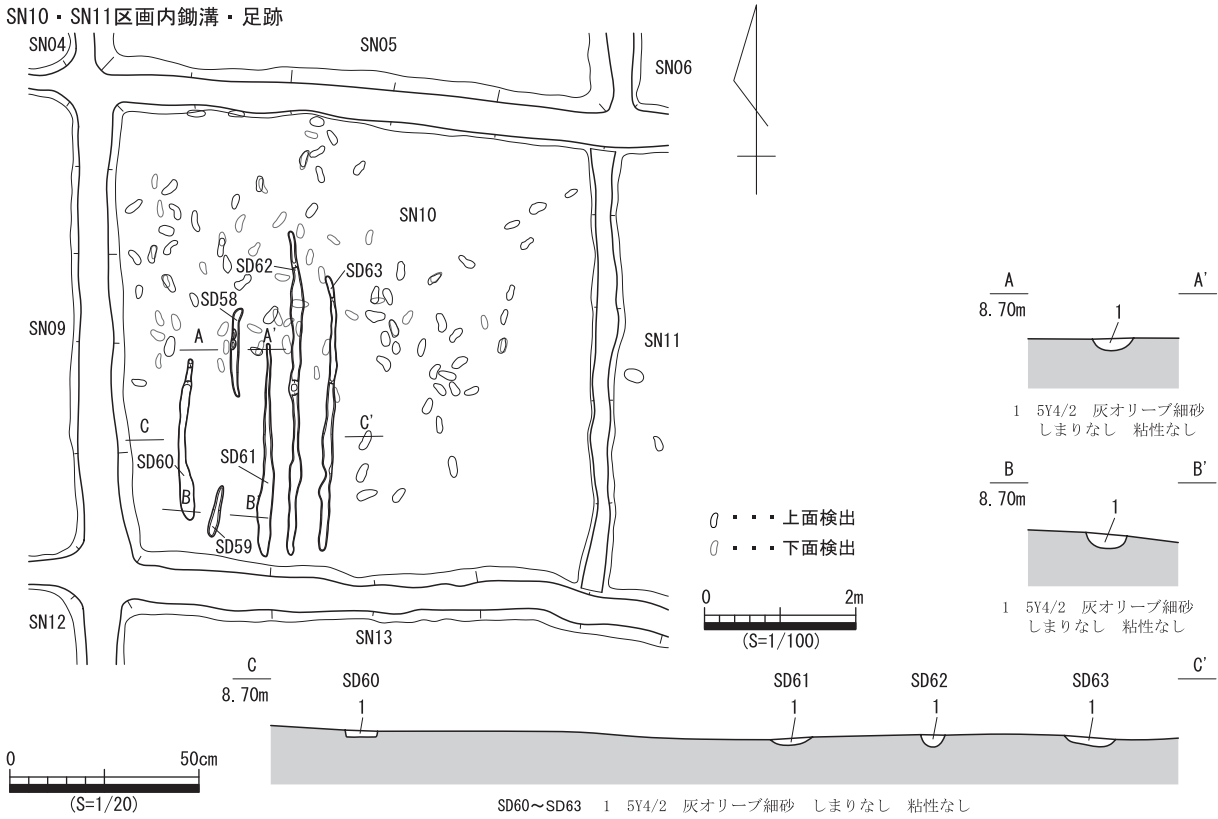 SN10・SN11区画内鋤溝・足跡
SN04
SN05
SN06
SN10
SD62
SD63
SD58
A
A'
SN09
SN11
C
C'
SD60
SD61
B
B'
SD59
SN12
SN13
・・・上面検出
・・・下面検出
0 2m
(S=1/100)
A A'
8.70m
1
1 5Y4/2 灰オリーブ細砂
しまりなし 粘性なし
B B'
8.70m
1
1 5Y4/2 灰オリーブ細砂
しまりなし 粘性なし
C C'
8.70m
SD60 SD61 SD62 SD63
1 1 1 1
0 50cm
(S=1/20)
SD60～SD63 1 5Y4/2 灰オリーブ細砂 しまりなし 粘性なし